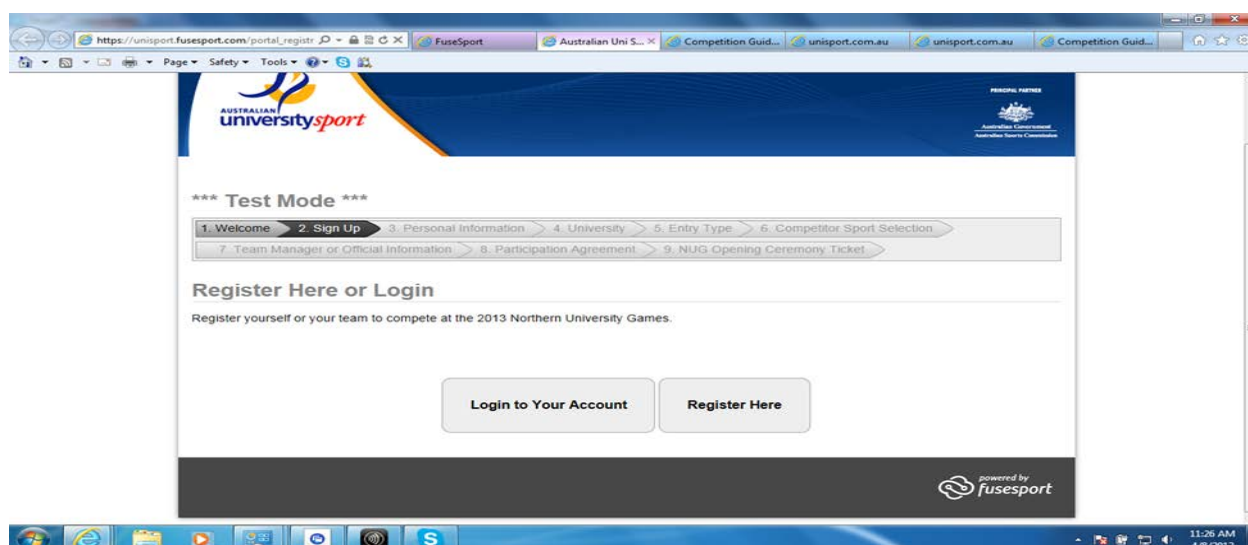 https://unisport.fusesport.com/portal_registr
FuseSport
Australian Uni S...
Competition Guid...
unisport.com.au
unisport.com.au
Competition Guid...
Page Safety Tools
AUSTRALIAN
universitysport
PRINCIPAL PARTNER
Australian Government
Australian Sports Commission
*** Test Mode ***
1. Welcome 2. Sign Up 3. Personal Information 4. University 5. Entry Type 6. Competitor Sport Selection
7. Team Manager or Official Information 8. Participation Agreement 9. NUG Opening Ceremony Ticket
Register Here or Login
Register yourself or your team to compete at the 2013 Northern University Games.
Login to Your Account Register Here
powered by
fusesport
11:26 AM